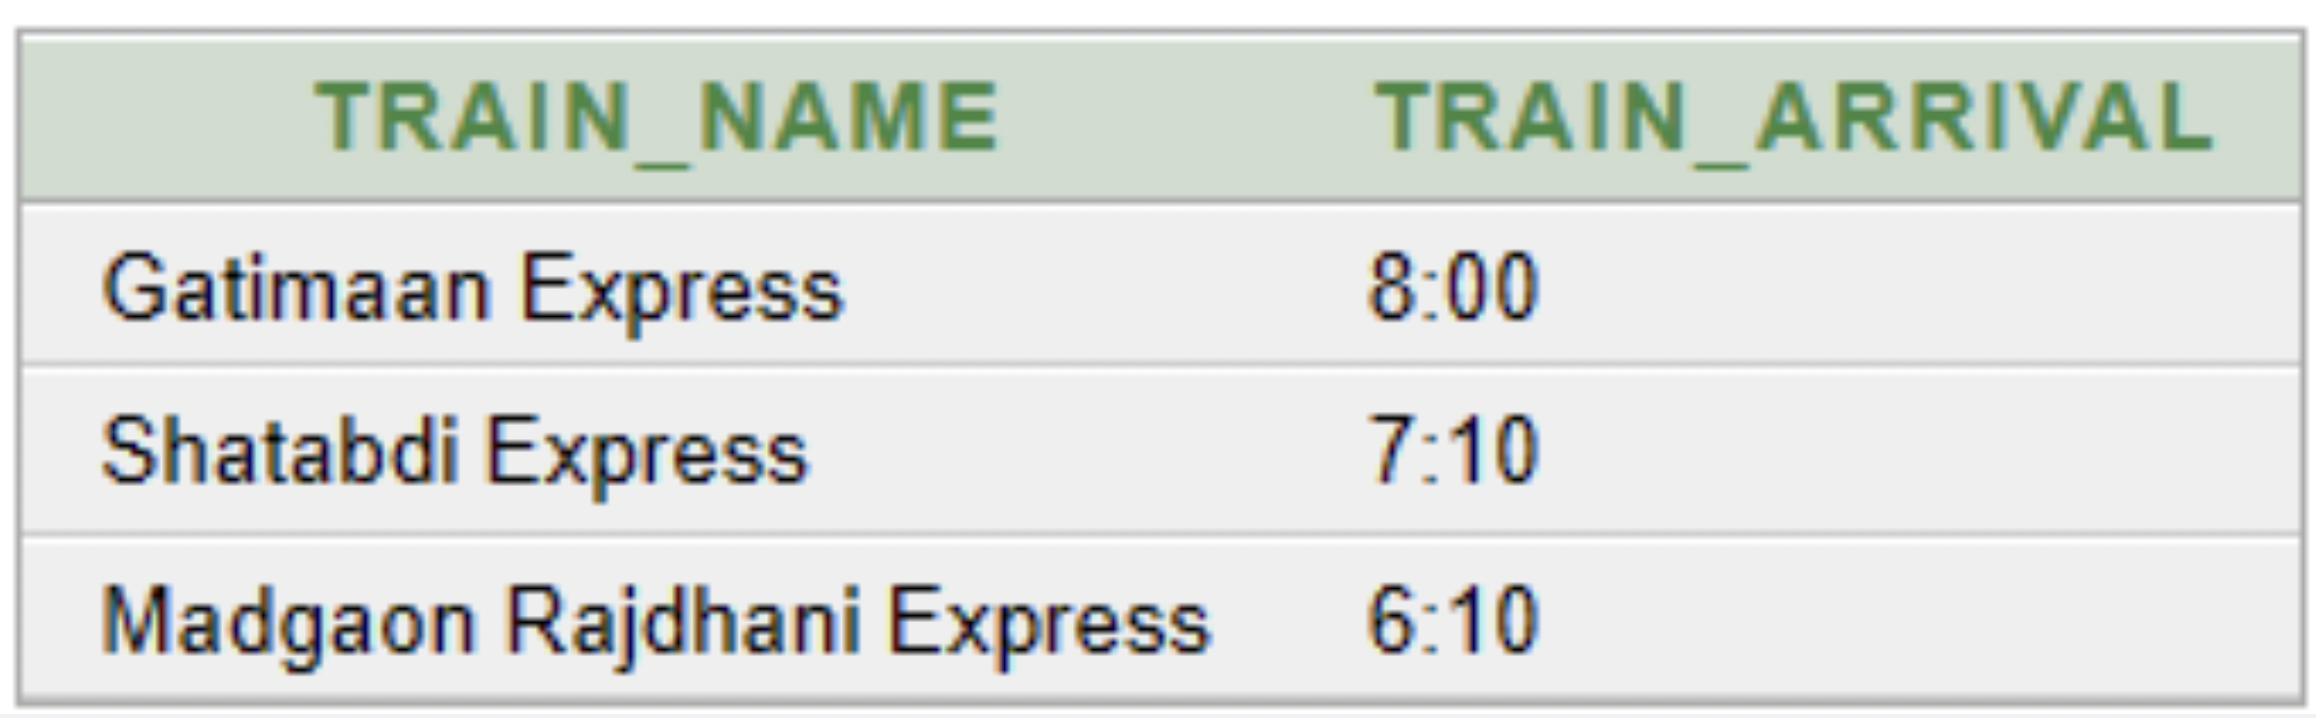 TRAIN_NAME TRAIN_ARRIVAL
Gatimaan Express 8:00
Shatabdi Express 7:10
Madgaon Rajdhani Express 6:10